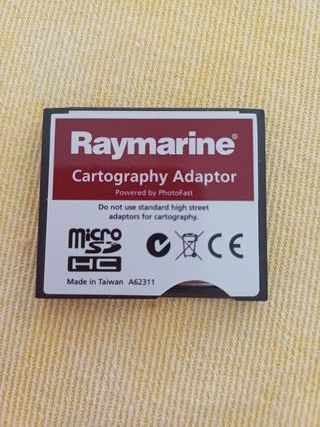 Raymarine®
Cartography Adaptor
Powered by PhotoFast
Do not use standard high street
adaptors for cartography.
micro
SD
HC
CE
Made in Taiwan A62311